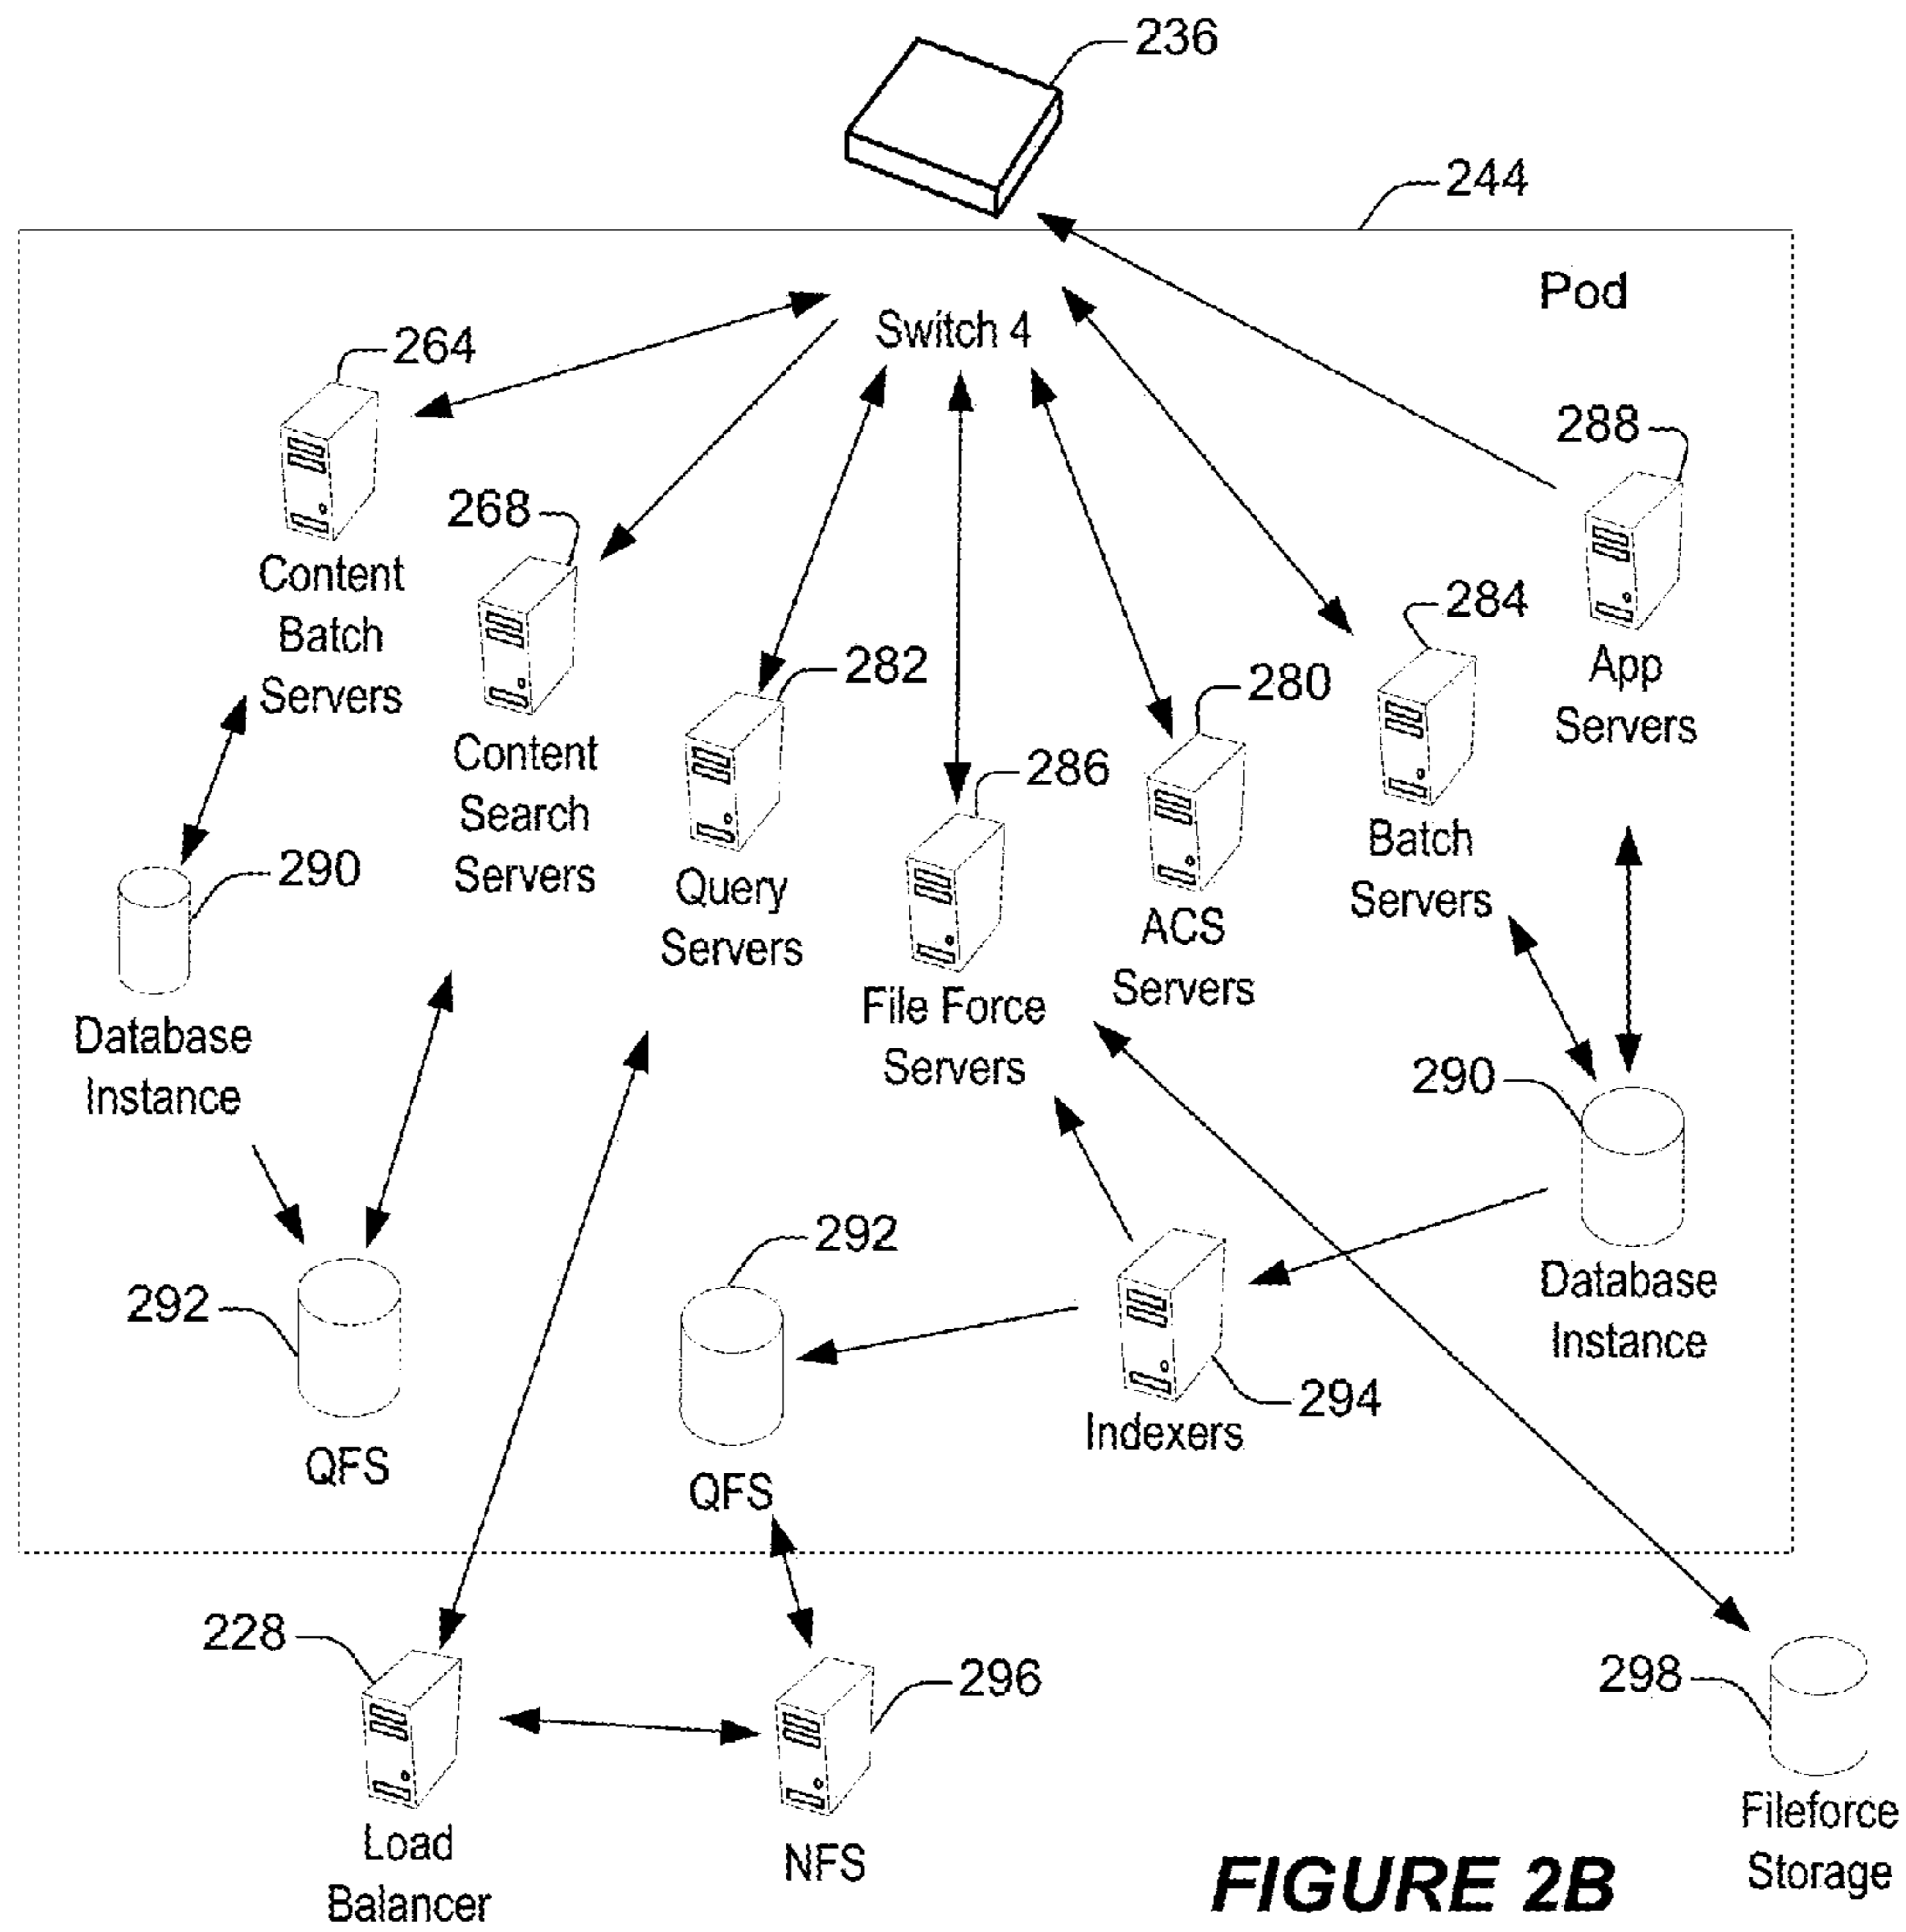 236
244
Pod
Switch 4
264
Content
Batch
Servers
268
Content
Search
Servers
282
Query
Servers
286
File Force
Servers
280
ACS
Servers
284
Batch
Servers
288
App
Servers
290
Database
Instance
290
Database
Instance
292
QFS
292
QFS
294
Indexers
228
Load
Balancer
296
NFS
298
Fileforce
Storage
FIGURE 2B